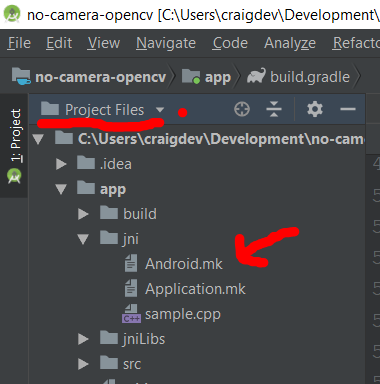 no-camera-opencv [C:\Users\craigdev\Development\
File Edit View Navigate Code Analyze Refacto
no-camera-opencv app build.gradle
1: Project
Project Files
C:\Users\craigdev\Development\no-cam
.idea
app
build
jni
Android.mk
Application.mk
C++ sample.cpp
jniLibs
src